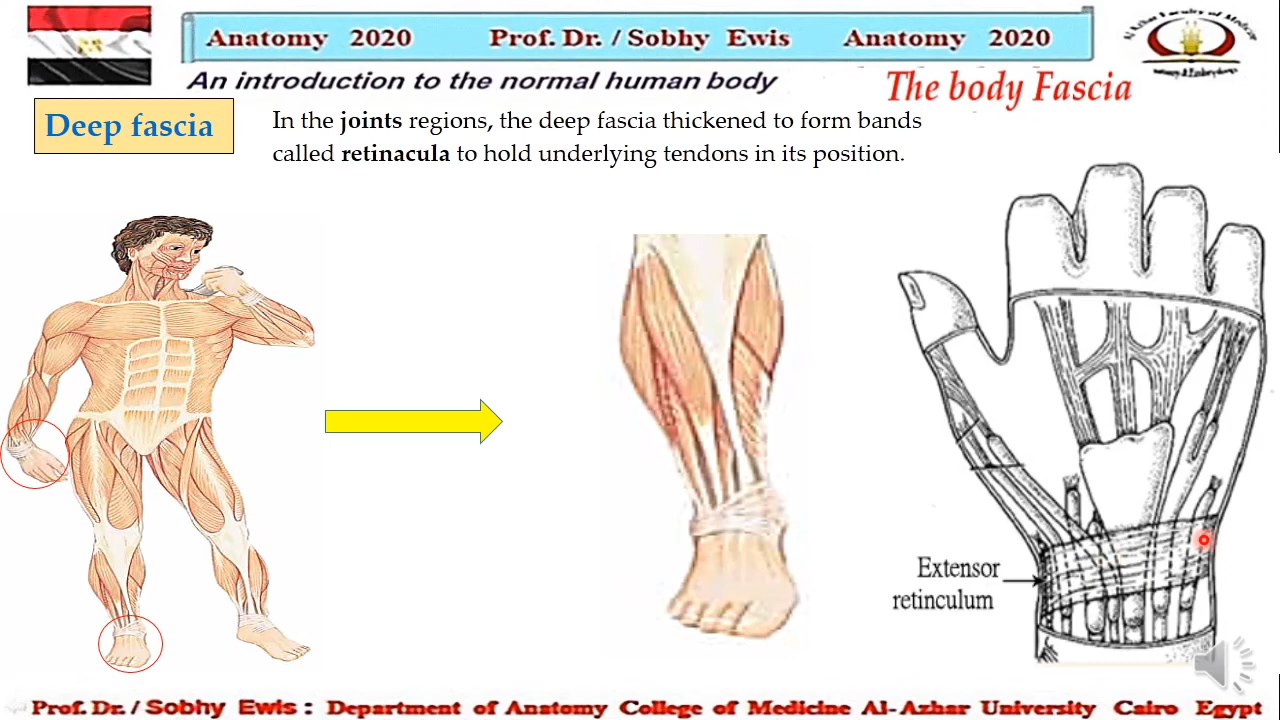 Anatomy 2020 Prof. Dr. / Sobhy Ewis Anatomy 2020
An introduction to the normal human body
The body Fascia
Deep fascia
In the joints regions, the deep fascia thickened to form bands
called retinacula to hold underlying tendons in its position.
Extensor
retinculum
Prof. Dr. / Sobhy Ewis : Department of Anatomy College of Medicine Al-Azhar University Cairo Egypt